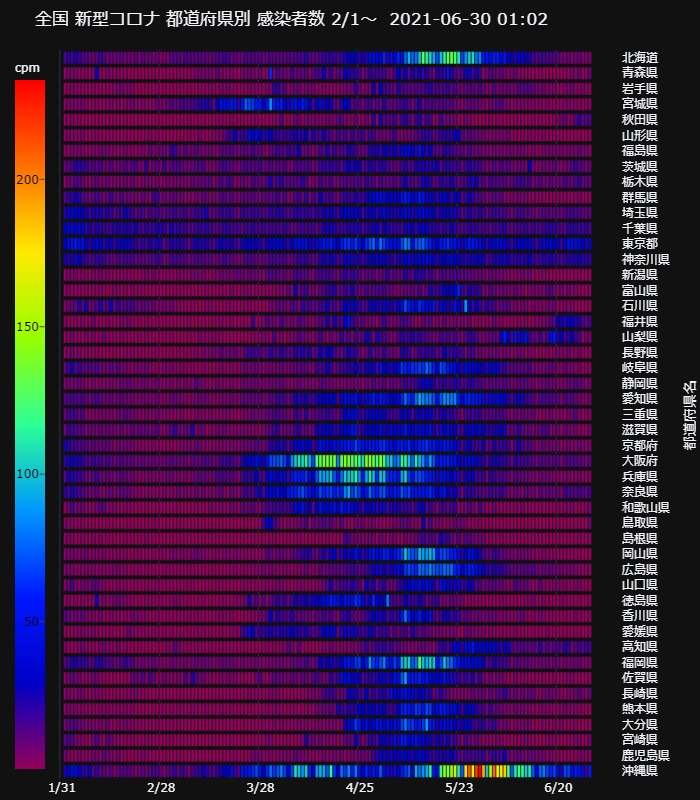 全国 新型コロナ 都道府県別 感染者数 2/1～ 2021-06-30 01:02
cpm
200
150
100
50
北海道
青森県
岩手県
宮城県
秋田県
山形県
福島県
茨城県
栃木県
群馬県
埼玉県
千葉県
東京都
神奈川県
新潟県
富山県
石川県
福井県
山梨県
長野県
岐阜県
静岡県
愛知県
三重県
滋賀県
京都府
大阪府
兵庫県
奈良県
和歌山県
鳥取県
島根県
岡山県
広島県
山口県
徳島県
香川県
愛媛県
高知県
福岡県
佐賀県
長崎県
熊本県
大分県
宮崎県
鹿児島県
沖縄県
都道府県名
1/31 2/28 3/28 4/25 5/23 6/20